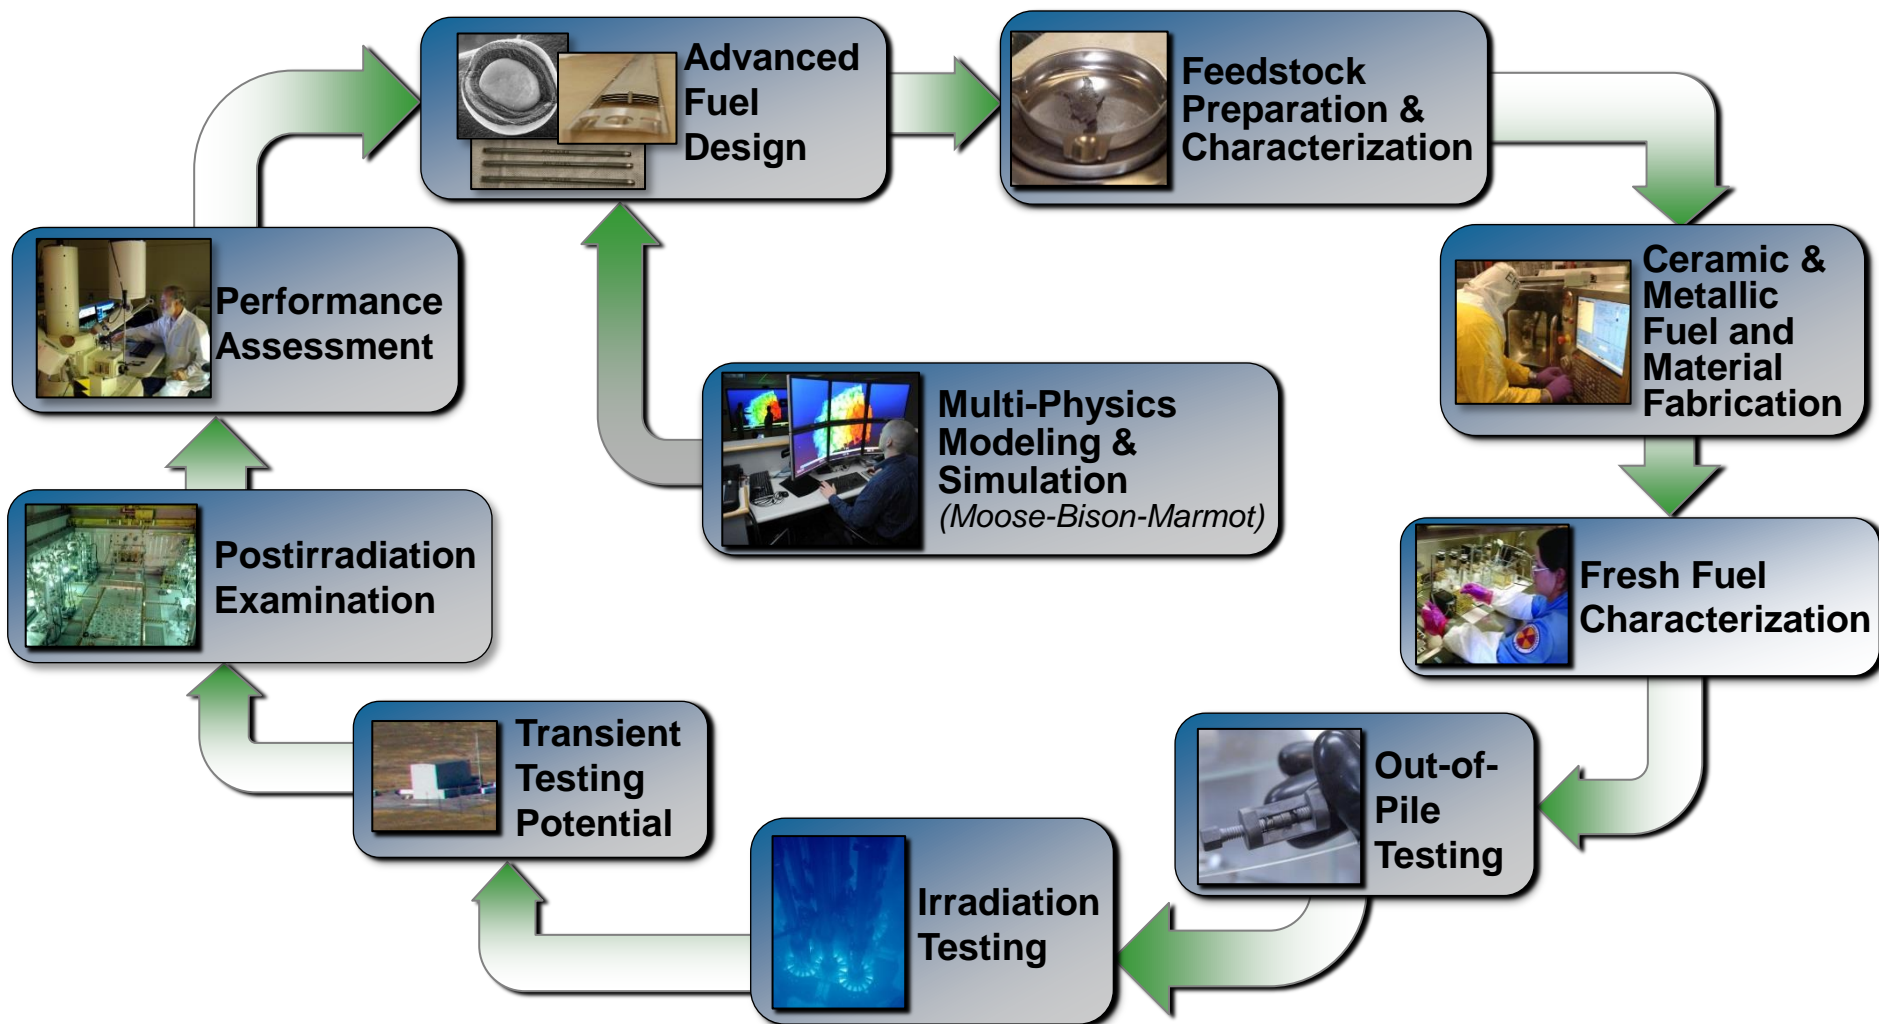 Advanced
Fuel
Design
Feedstock
Preparation &
Characterization
Ceramic &
Metallic
Fuel and
Material
Fabrication
Fresh Fuel
Characterization
Out-of-
Pile
Testing
Irradiation
Testing
Transient
Testing
Potential
Postirradiation
Examination
Performance
Assessment
Multi-Physics
Modeling &
Simulation
(Moose-Bison-Marmot)